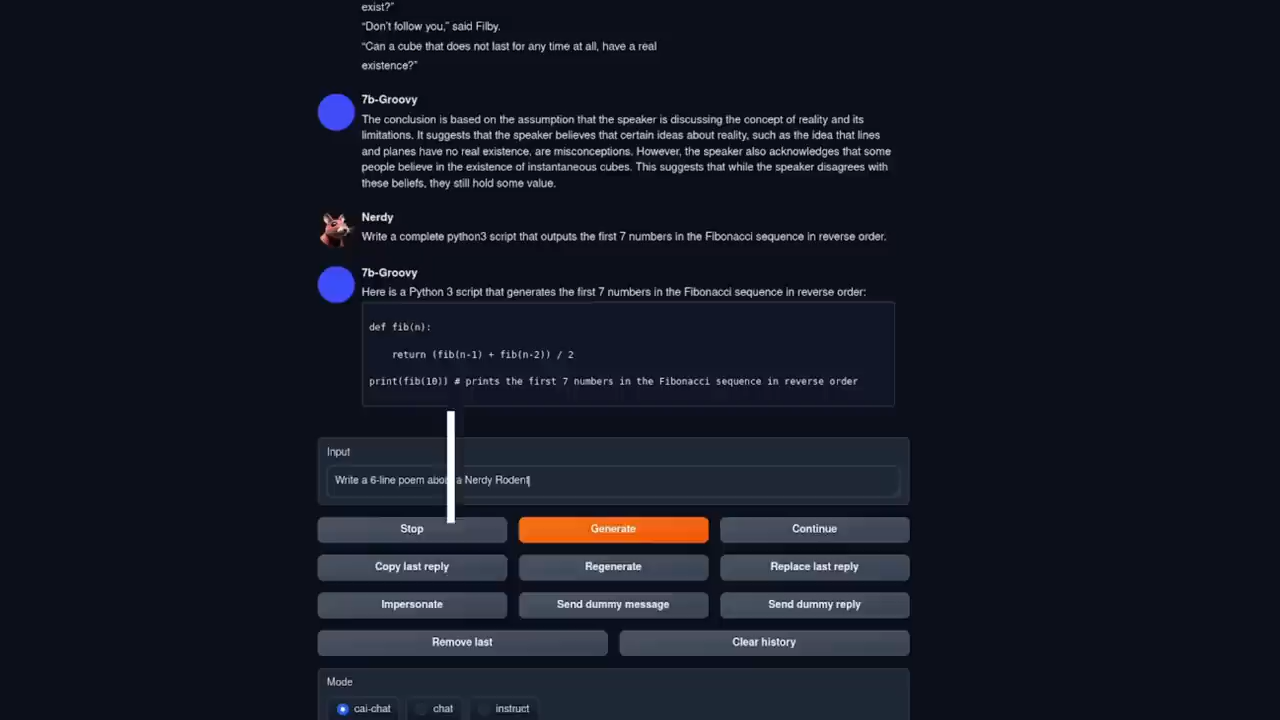 exist?”
“Don't follow you,” said Filby.
“Can a cube that does not last for any time at all, have a real
existence?”
7b-Groovy
The conclusion is based on the assumption that the speaker is discussing the concept of reality and its
limitations. It suggests that the speaker believes that certain ideas about reality, such as the idea that lines
and planes have no real existence, are misconceptions. However, the speaker also acknowledges that some
people believe in the existence of instantaneous cubes. This suggests that while the speaker disagrees with
these beliefs, they still hold some value.
Nerdy
Write a complete python3 script that outputs the first 7 numbers in the Fibonacci sequence in reverse order.
7b-Groovy
Here is a Python 3 script that generates the first 7 numbers in the Fibonacci sequence in reverse order:
def fib(n):
    return (fib(n-1) + fib(n-2)) / 2
print(fib(10)) # prints the first 7 numbers in the Fibonacci sequence in reverse order
Input
Write a 6-line poem about a Nerdy Rodent
Stop
Generate
Continue
Copy last reply
Regenerate
Replace last reply
Impersonate
Send dummy message
Send dummy reply
Remove last
Clear history
Mode
cai-chat
chat
instruct